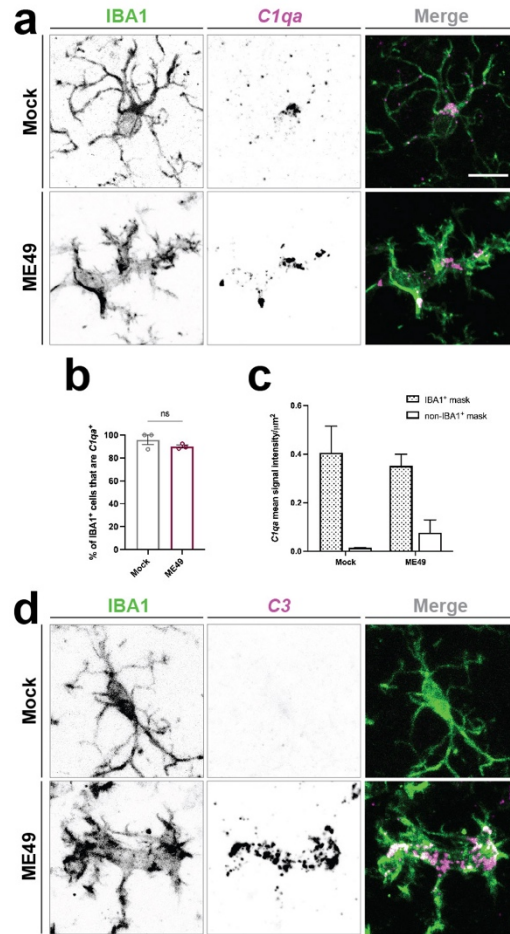 a
IBA1 C1qa Merge
Mock
ME49
b
ns
% of IBA1⁺ cells that are C1qa⁺
100
80
60
40
20
0
Mock ME49
c
IBA1⁺ mask
non-IBA1⁺ mask
C1qa mean signal intensity/μm²
0.6
0.4
0.2
0.0
Mock ME49
d
IBA1 C3 Merge
Mock
ME49